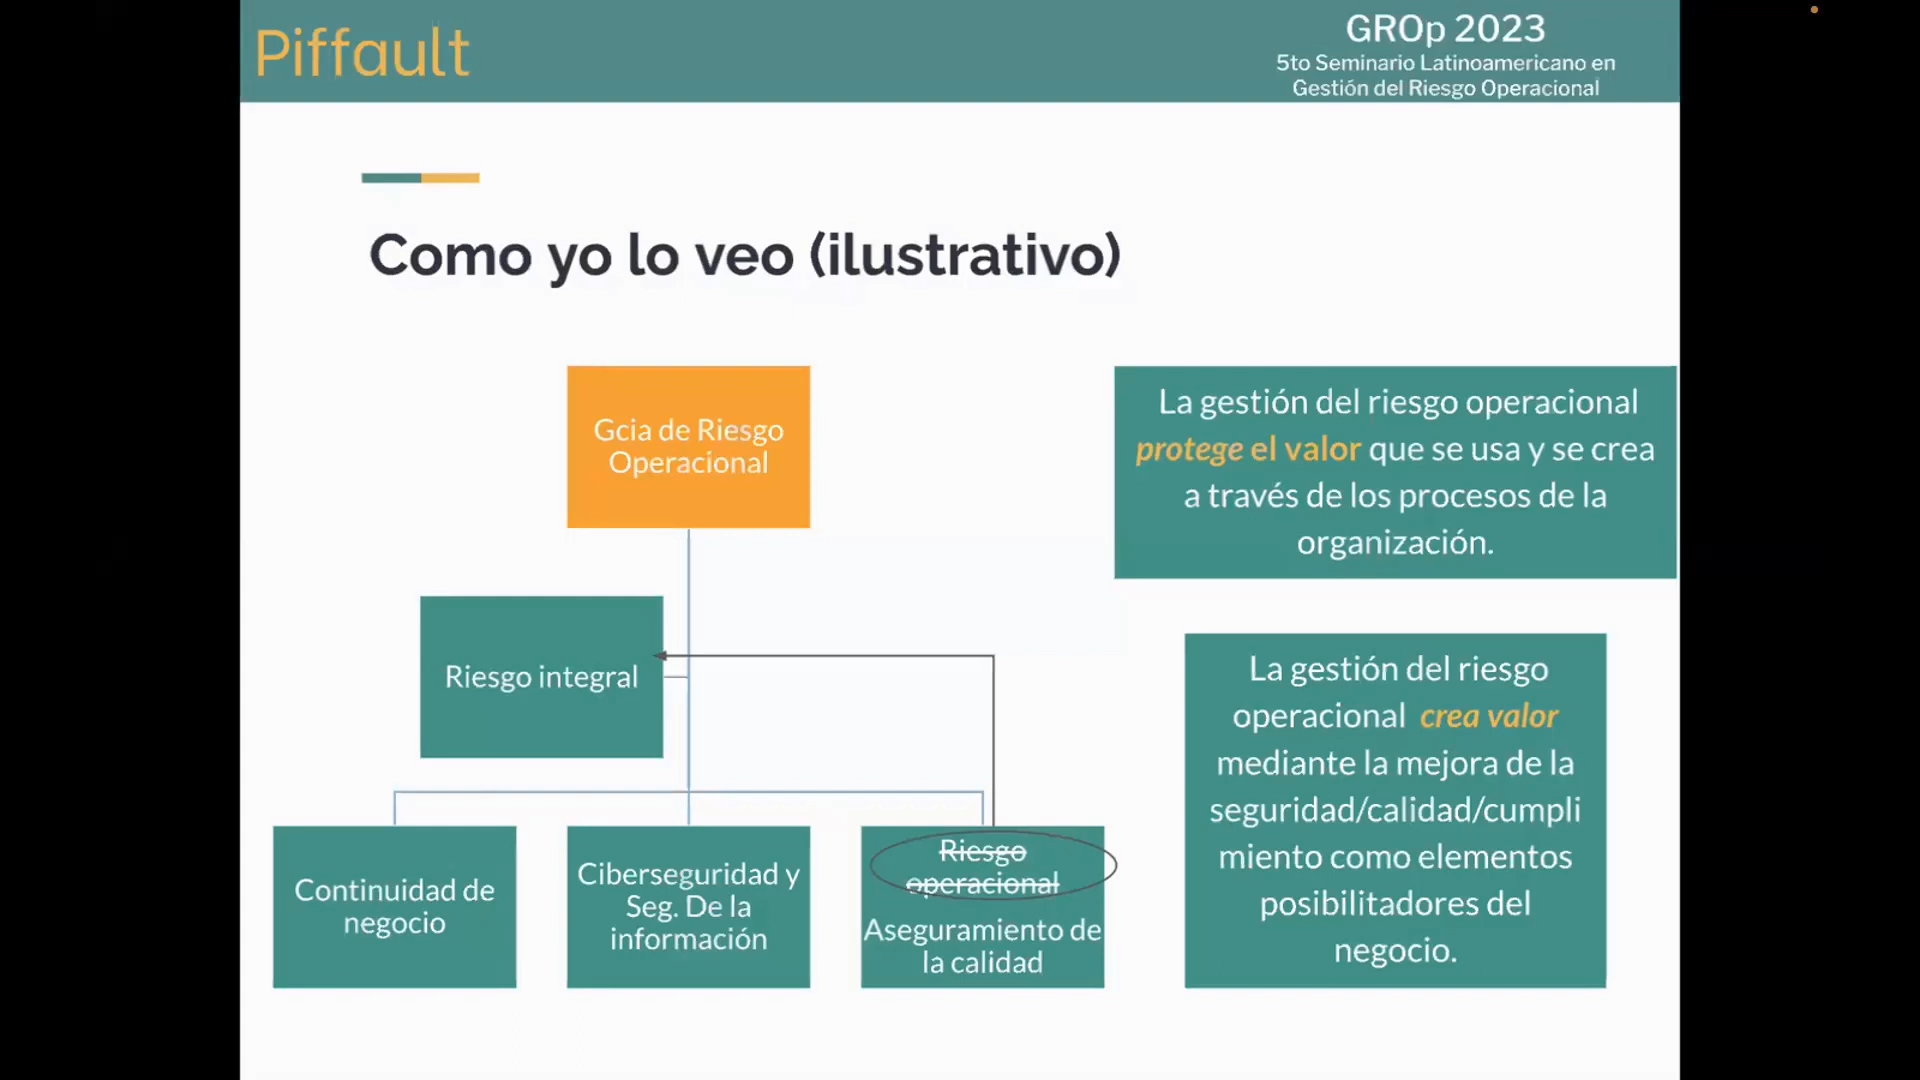 Piffault
GROp 2023
5to Seminario Latinoamericano en
Gestión del Riesgo Operacional
Como yo lo veo (ilustrativo)
Gcia de Riesgo
Operacional
Riesgo integral
Continuidad de
negocio
Ciberseguridad y
Seg. De la
información
Riesgo
operacional
Aseguramiento de
la calidad
La gestión del riesgo operacional
protege el valor que se usa y se crea
a través de los procesos de la
organización.
La gestión del riesgo
operacional crea valor
mediante la mejora de la
seguridad/calidad/cumpli
miento como elementos
posibilitadores del
negocio.